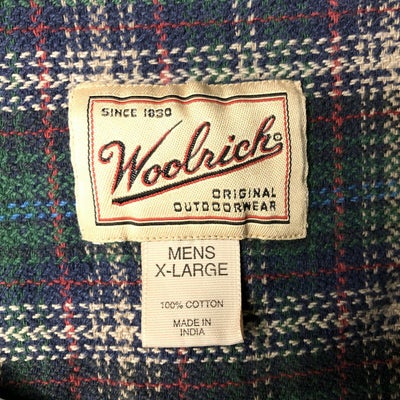 SINCE 1830
Woolrich®
ORIGINAL
OUTDOORWEAR
MENS
X-LARGE
100% COTTON
MADE IN
INDIA